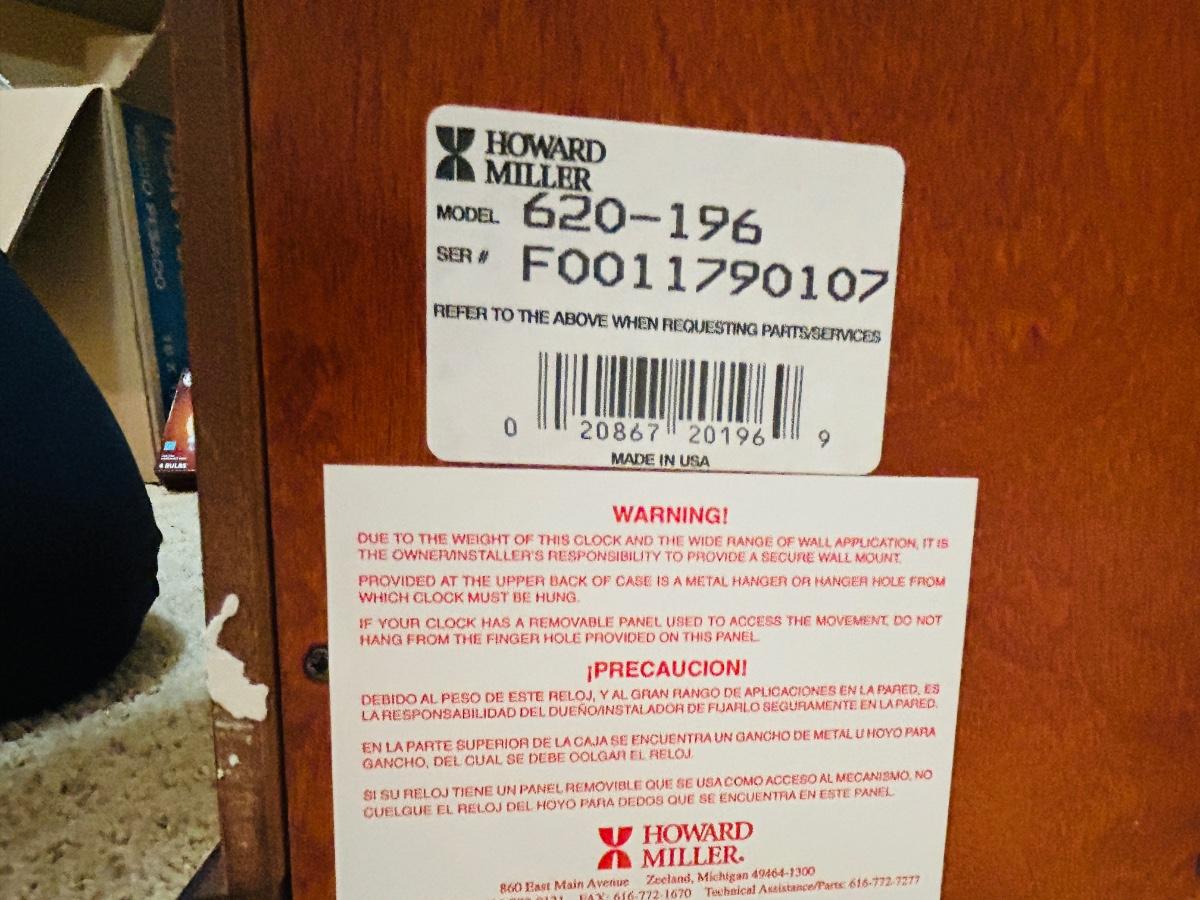 HOWARD
MILLER
MODEL 620-196
SER # F0011790107
REFER TO THE ABOVE WHEN REQUESTING PARTS/SERVICES
0 20867 20196 9
MADE IN USA
WARNING!
DUE TO THE WEIGHT OF THIS CLOCK AND THE WIDE RANGE OF WALL APPLICATION, IT IS
THE OWNER/INSTALLER'S RESPONSIBILITY TO PROVIDE A SECURE WALL MOUNT.
PROVIDED AT THE UPPER BACK OF CASE IS A METAL HANGER OR HANGER HOLE FROM
WHICH CLOCK MUST BE HUNG.
IF YOUR CLOCK HAS A REMOVABLE PANEL USED TO ACCESS THE MOVEMENT, DO NOT
HANG FROM THE FINGER HOLE PROVIDED ON THIS PANEL.
¡PRECAUCION!
DEBIDO AL PESO DE ESTE RELOJ, Y AL GRAN RANGO DE APLICACIONES EN LA PARED, ES
LA RESPONSABILIDAD DEL DUEÑO/INSTALADOR DE FIJARLO SEGURAMENTE EN LA PARED.
EN LA PARTE SUPERIOR DE LA CAJA SE ENCUENTRA UN GANCHO DE METAL U HOYO PARA
GANCHO, DEL CUAL SE DEBE COLGAR EL RELOJ.
SI SU RELOJ TIENE UN PANEL REMOVIBLE QUE SE USA COMO ACCESO AL MECANISMO, NO
CUELGUE EL RELOJ DEL HOYO PARA DEDOS QUE SE ENCUENTRA EN ESTE PANEL.
HOWARD
MILLER.
860 East Main Avenue Zeeland, Michigan 49464-1300
FAX: 616-772-1670 Technical Assistance/Parts: 616-772-7277
4 BULBS